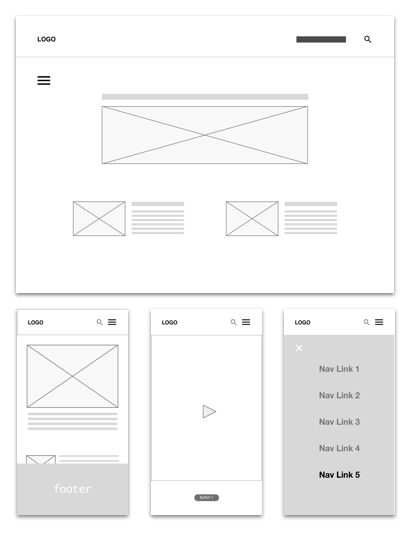 LOGO
LOGO
footer
LOGO
Button 1
LOGO
Nav Link 1
Nav Link 2
Nav Link 3
Nav Link 4
Nav Link 5